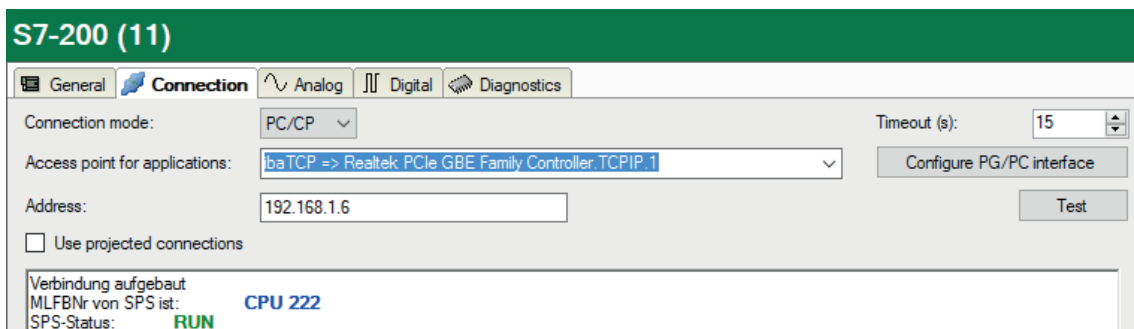 S7-200 (11)
General Connection Analog Digital Diagnostics
Connection mode: PC/CP Timeout (s): 15
Access point for applications: ibaTCP => Realtek PCIe GBE Family Controller.TCPIP.1 Configure PG/PC interface
Address: 192.168.1.6 Test
Use projected connections
Verbindung aufgebaut
MLFBNr von SPS ist: CPU 222
SPS-Status: RUN